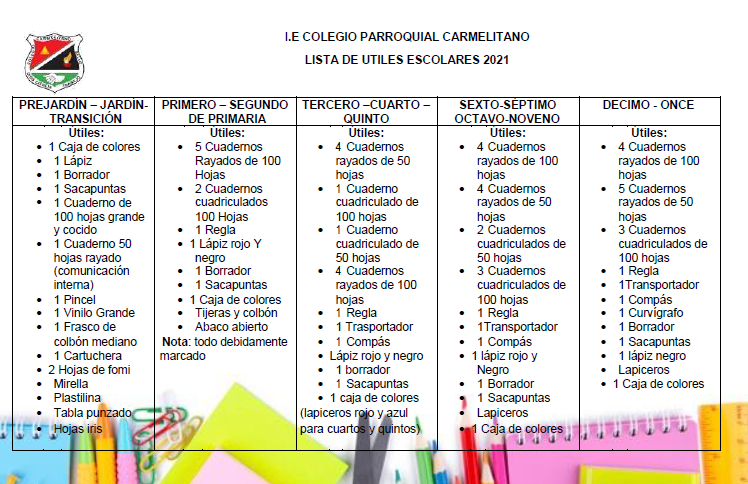 I.E COLEGIO PARROQUIAL CARMELITANO
LISTA DE UTILES ESCOLARES 2021
PREJARDÍN – JARDÍN-
TRANSICIÓN
Útiles:
• 1 Caja de colores
• 1 Lápiz
• 1 Borrador
• 1 Sacapuntas
• 1 Cuaderno de
100 hojas grande
y cocido
• 1 Cuaderno 50
hojas rayado
(comunicación
interna)
• 1 Pincel
• 1 Vinilo Grande
• 1 Frasco de
colbón mediano
• 1 Cartuchera
• 2 Hojas de fomi
• Mirella
• Plastilina
• Tabla punzado
• Hojas iris
PRIMERO – SEGUNDO
DE PRIMARIA
Útiles:
• 5 Cuadernos
Rayados de 100
Hojas
• 2 Cuadernos
cuadriculados
100 Hojas
• 1 Regla
• 1 Lápiz rojo Y
negro
• 1 Borrador
• 1 Sacapuntas
• 1 Caja de colores
• Tijeras y colbón
• Abaco abierto
Nota: todo debidamente
marcado
TERCERO –CUARTO –
QUINTO
Útiles:
• 4 Cuadernos
rayados de 50
hojas
• 1 Cuaderno
cuadriculado de
100 hojas
• 1 Cuaderno
cuadriculado de
50 hojas
• 4 Cuadernos
rayados de 100
hojas
• 1 Regla
• 1 Trasportador
• 1 Compás
• Lápiz rojo y negro
• 1 borrador
• 1 Sacapuntas
• 1 caja de colores
(lapiceros rojo y azul
para cuartos y quintos)
SEXTO-SÉPTIMO
OCTAVO-NOVENO
Útiles:
• 4 Cuadernos
rayados de 100
hojas
• 4 Cuadernos
rayados de 50
hojas
• 2 Cuadernos
cuadriculados de
50 hojas
• 3 Cuadernos
cuadriculados de
100 hojas
• 1 Regla
• 1Transportador
• 1 Compás
• 1 lápiz rojo y
Negro
• 1 Borrador
• 1 Sacapuntas
• Lapiceros
• 1 Caja de colores
DECIMO - ONCE
Útiles:
• 4 Cuadernos
rayados de 100
hojas
• 5 Cuadernos
rayados de 50
hojas
• 3 Cuadernos
cuadriculados de
100 hojas
• 1 Regla
• 1Transportador
• 1 Compás
• 1 Curvígrafo
• 1 Borrador
• 1 Sacapuntas
• 1 lápiz negro
• Lapiceros
• 1 Caja de colores